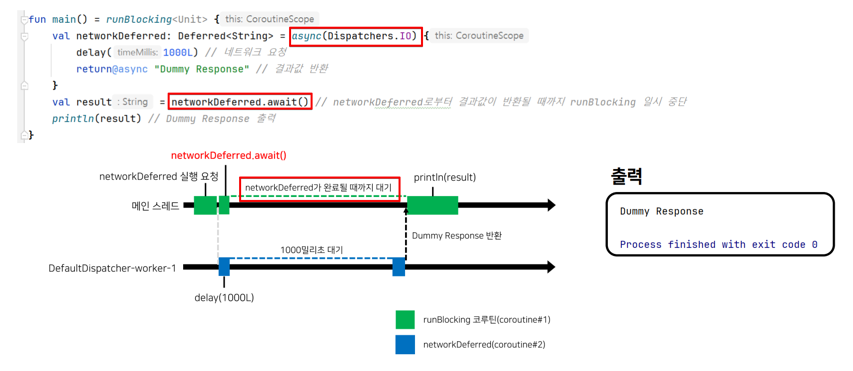 fun main() = runBlocking<Unit> { this: CoroutineScope
val networkDeferred: Deferred<String> = async(Dispatchers.IO) { this: CoroutineScope
delay( timeMillis: 1000L) // 네트워크 요청
return@async "Dummy Response" // 결과값 반환
}
val result : String = networkDeferred.await() // networkDeferred로부터 결과값이 반환될 때까지 runBlocking 일시 중단
println(result) // Dummy Response 출력
}
networkDeferred.await()
networkDeferred 실행 요청
networkDeferred가 완료될 때까지 대기
println(result)
메인 스레드
Dummy Response 반환
1000밀리초 대기
DefaultDispatcher-worker-1
delay(1000L)
runBlocking 코루틴(coroutine#1)
networkDeferred(coroutine#2)
출력
Dummy Response
Process finished with exit code 0